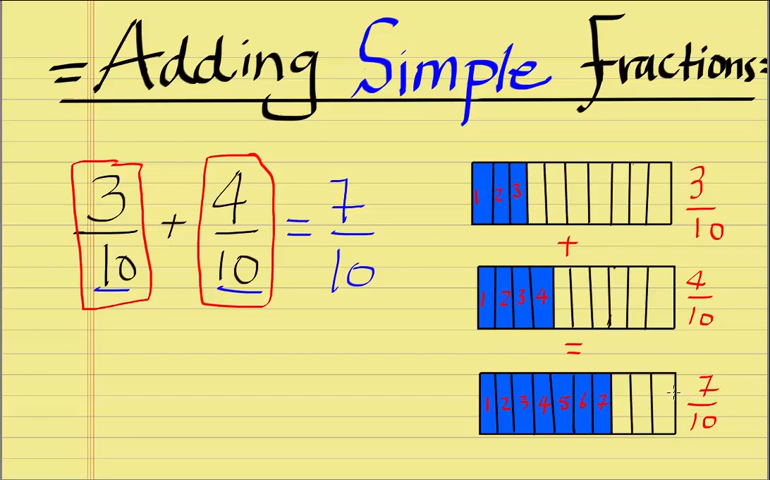 = Adding Simple Fractions =
3/10 + 4/10 = 7/10
1 2 3 3/10
+
1 2 3 4 4/10
=
1 2 3 4 5 6 7 7/10